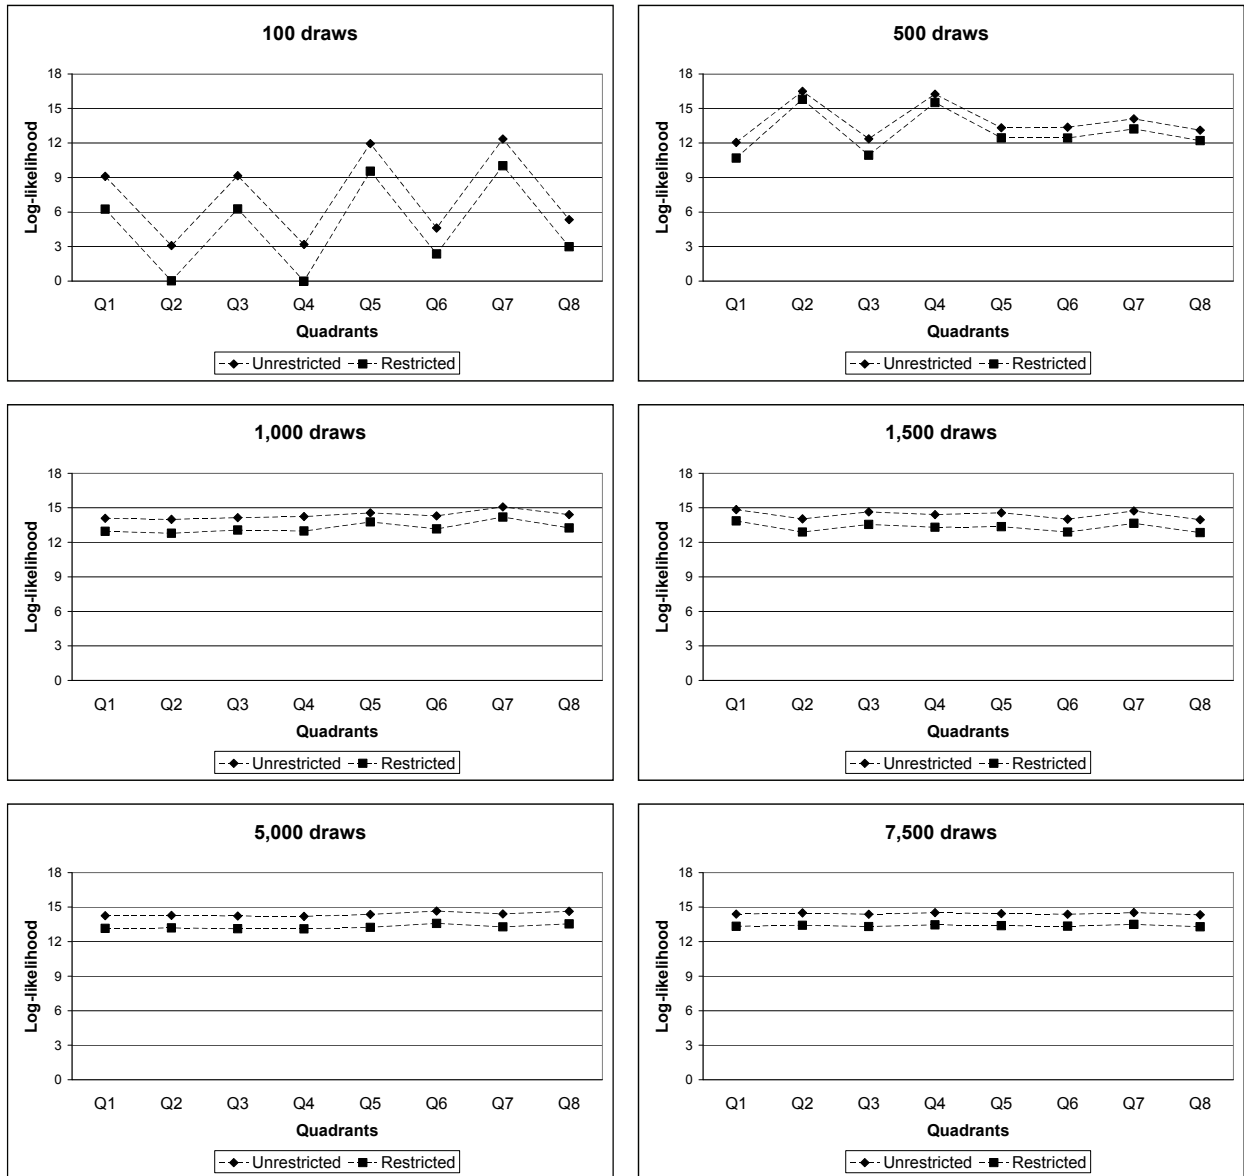 100 draws
18
15
12
9
6
3
0
Log-likelihood
Q1 Q2 Q3 Q4 Q5 Q6 Q7 Q8
Quadrants
Unrestricted Restricted
500 draws
18
15
12
9
6
3
0
Log-likelihood
Q1 Q2 Q3 Q4 Q5 Q6 Q7 Q8
Quadrants
Unrestricted Restricted
1,000 draws
18
15
12
9
6
3
0
Log-likelihood
Q1 Q2 Q3 Q4 Q5 Q6 Q7 Q8
Quadrants
Unrestricted Restricted
1,500 draws
18
15
12
9
6
3
0
Log-likelihood
Q1 Q2 Q3 Q4 Q5 Q6 Q7 Q8
Quadrants
Unrestricted Restricted
5,000 draws
18
15
12
9
6
3
0
Log-likelihood
Q1 Q2 Q3 Q4 Q5 Q6 Q7 Q8
Quadrants
Unrestricted Restricted
7,500 draws
18
15
12
9
6
3
0
Log-likelihood
Q1 Q2 Q3 Q4 Q5 Q6 Q7 Q8
Quadrants
Unrestricted Restricted